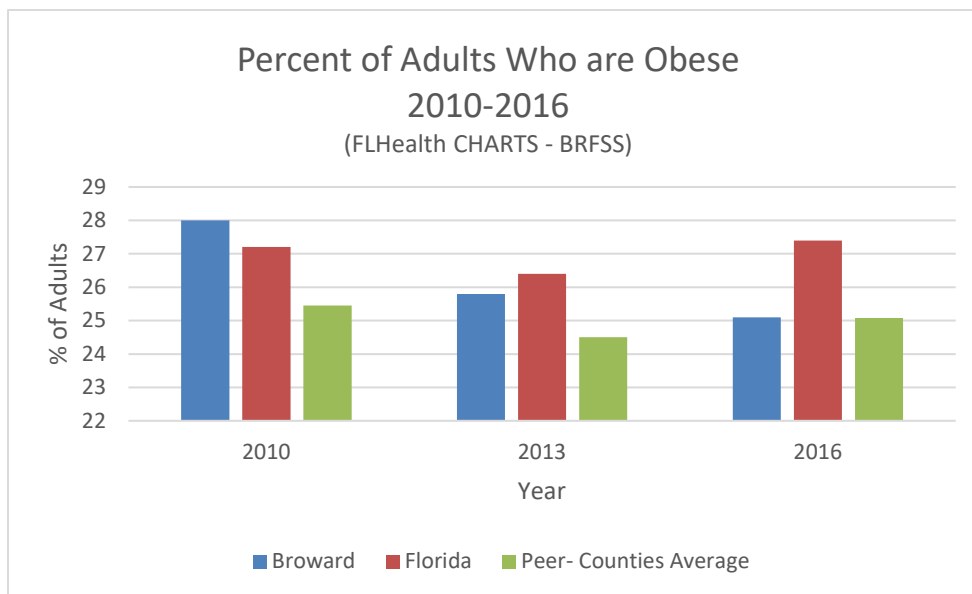 Percent of Adults Who are Obese
2010-2016
(FLHealth CHARTS - BRFSS)
29
28
27
26
25
24
23
22
% of Adults
2010
2013
2016
Year
Broward
Florida
Peer- Counties Average